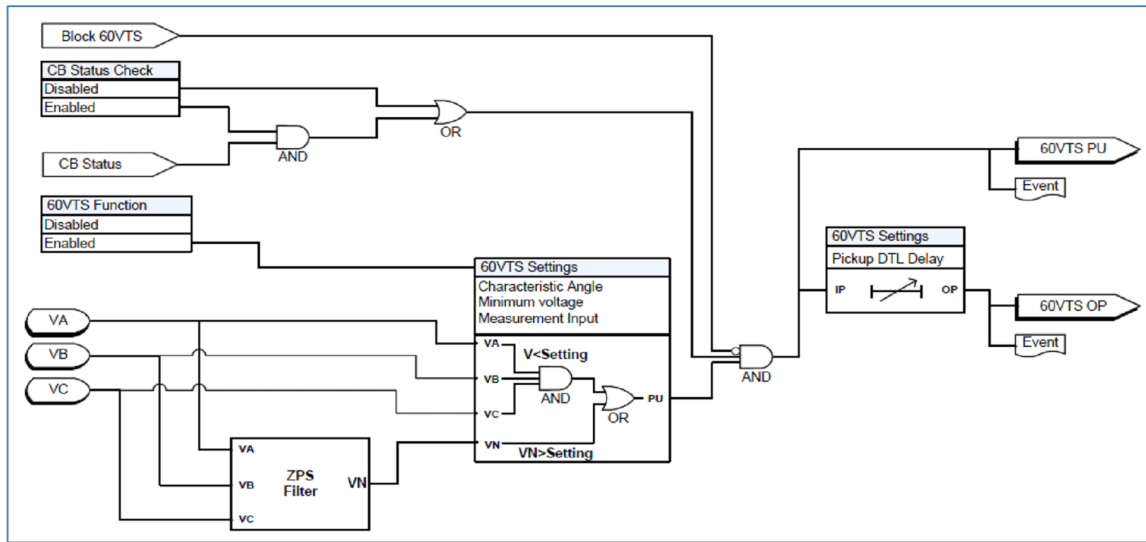 Block 60VTS
CB Status Check
Disabled
Enabled
OR
AND
CB Status
60VTS PU
Event
60VTS Function
Disabled
Enabled
60VTS Settings
Pickup DTL Delay
IP OP
60VTS OP
Event
60VTS Settings
Characteristic Angle
Minimum voltage
Measurement Input
VA
VB
VC
VA
V<Setting
VB
AND
VC
OR
PU
VN
VN>Setting
AND
VA
ZPS
Filter
VB
VN
VC